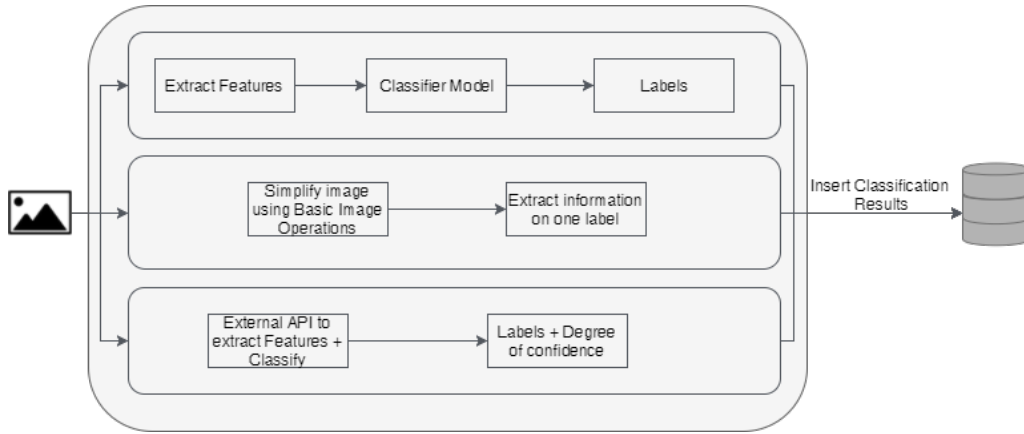 Extract Features
Classifier Model
Labels
Simplify image
using Basic Image
Operations
Extract information
on one label
Insert Classification
Results
External API to
extract Features +
Classify
Labels + Degree
of confidence